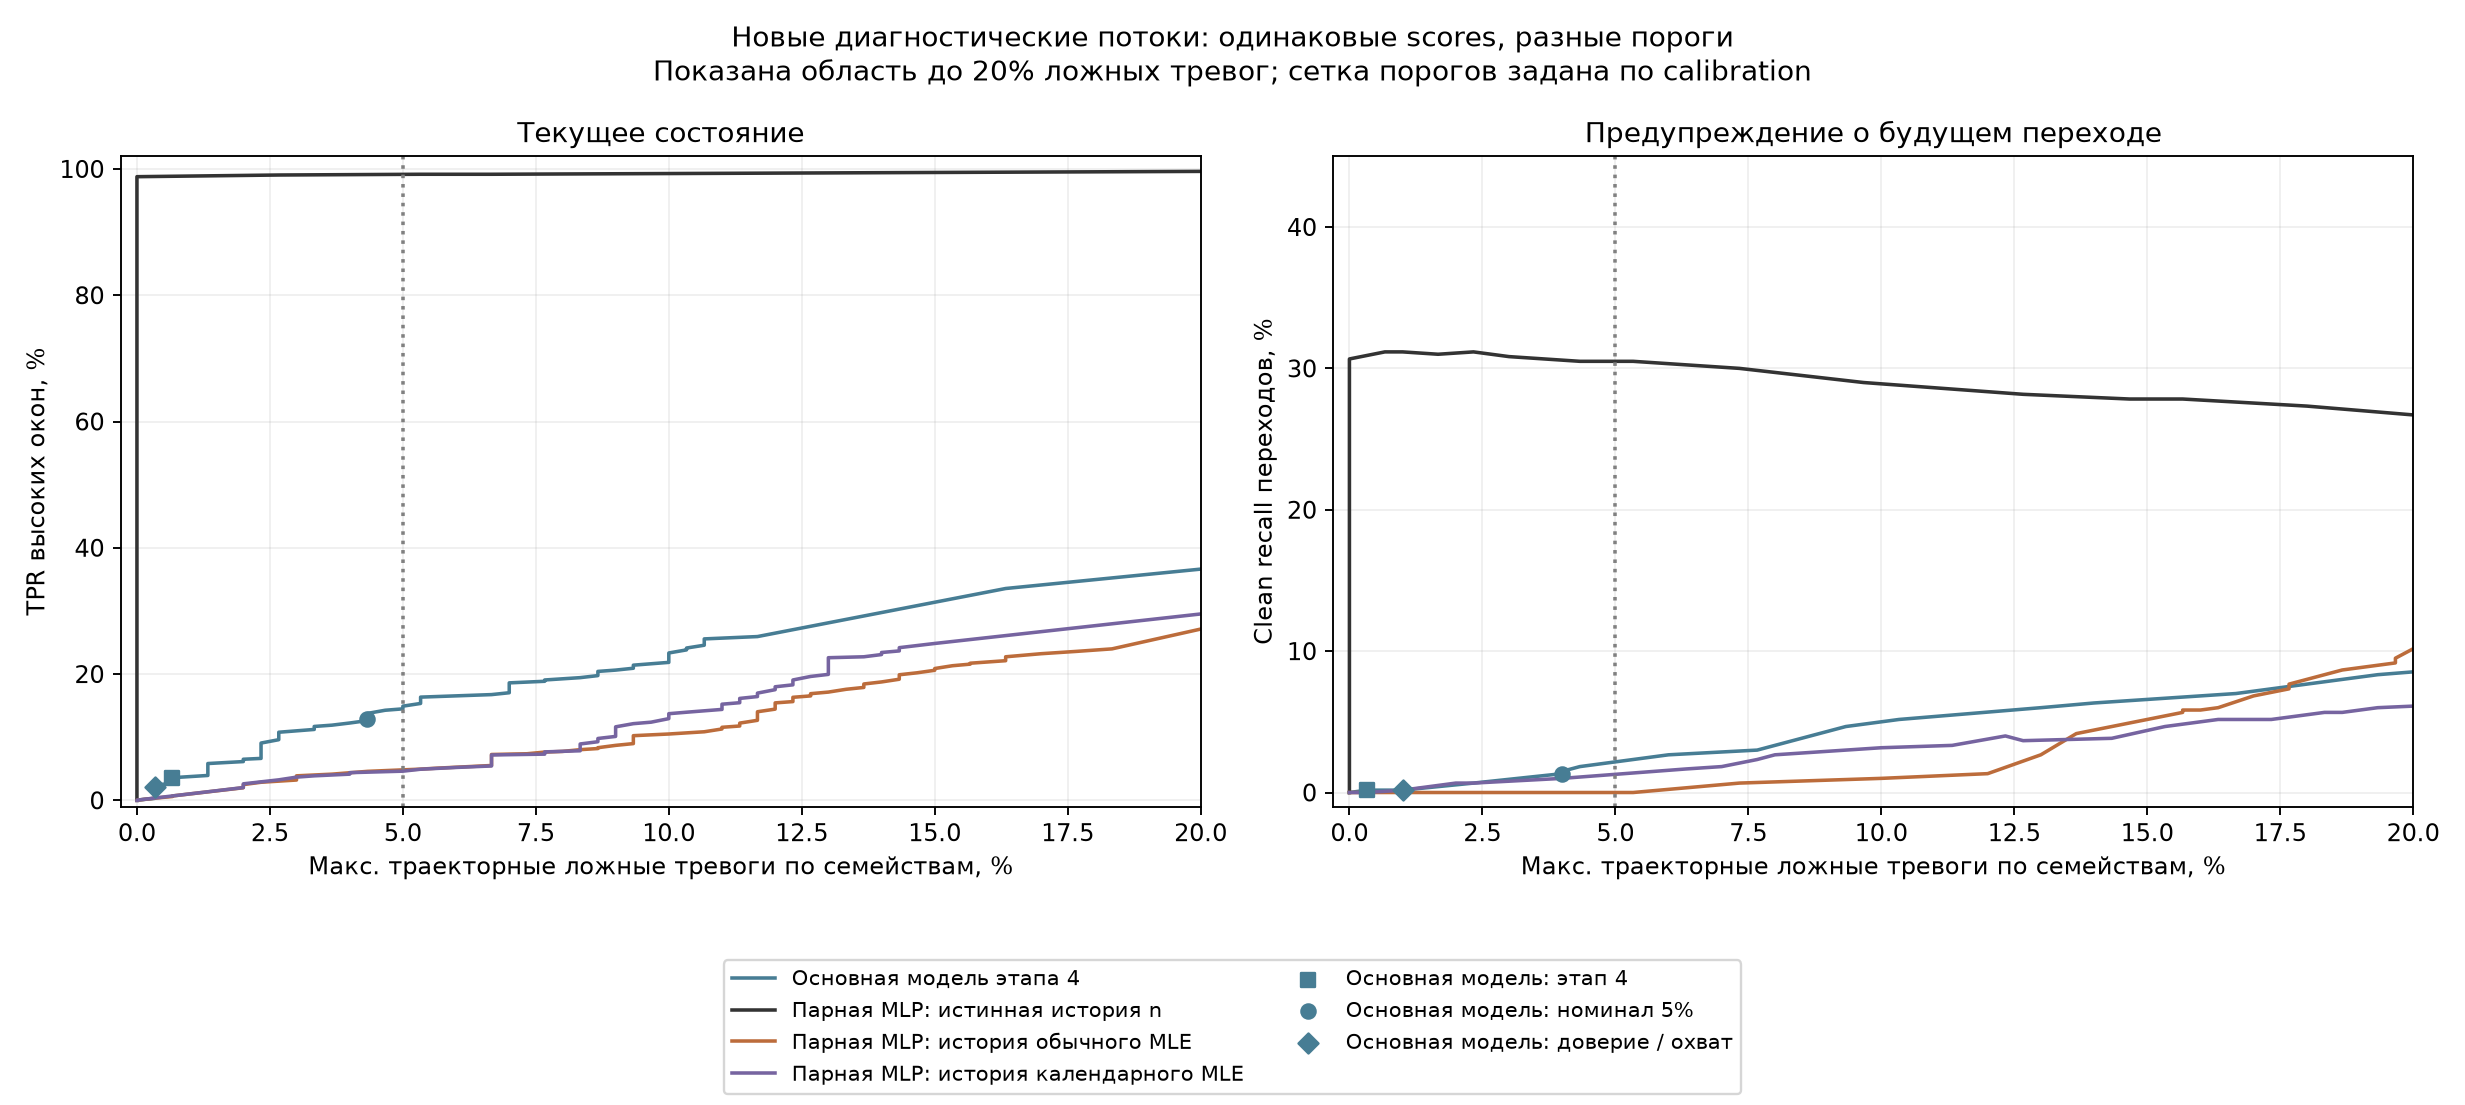 Новые диагностические потоки: одинаковые scores, разные пороги
Показана область до 20% ложных тревог; сетка порогов задана по calibration
Текущее состояние
TPR высоких окон, %
100
80
60
40
20
0
0.0 2.5 5.0 7.5 10.0 12.5 15.0 17.5 20.0
Макс. траекторные ложные тревоги по семействам, %
Предупреждение о будущем переходе
Clean recall переходов, %
40
30
20
10
0
0.0 2.5 5.0 7.5 10.0 12.5 15.0 17.5 20.0
Макс. траекторные ложные тревоги по семействам, %
Основная модель этапа 4
Парная MLP: истинная история n
Парная MLP: история обычного MLE
Парная MLP: история календарного MLE
Основная модель: этап 4
Основная модель: номинал 5%
Основная модель: доверие / охват